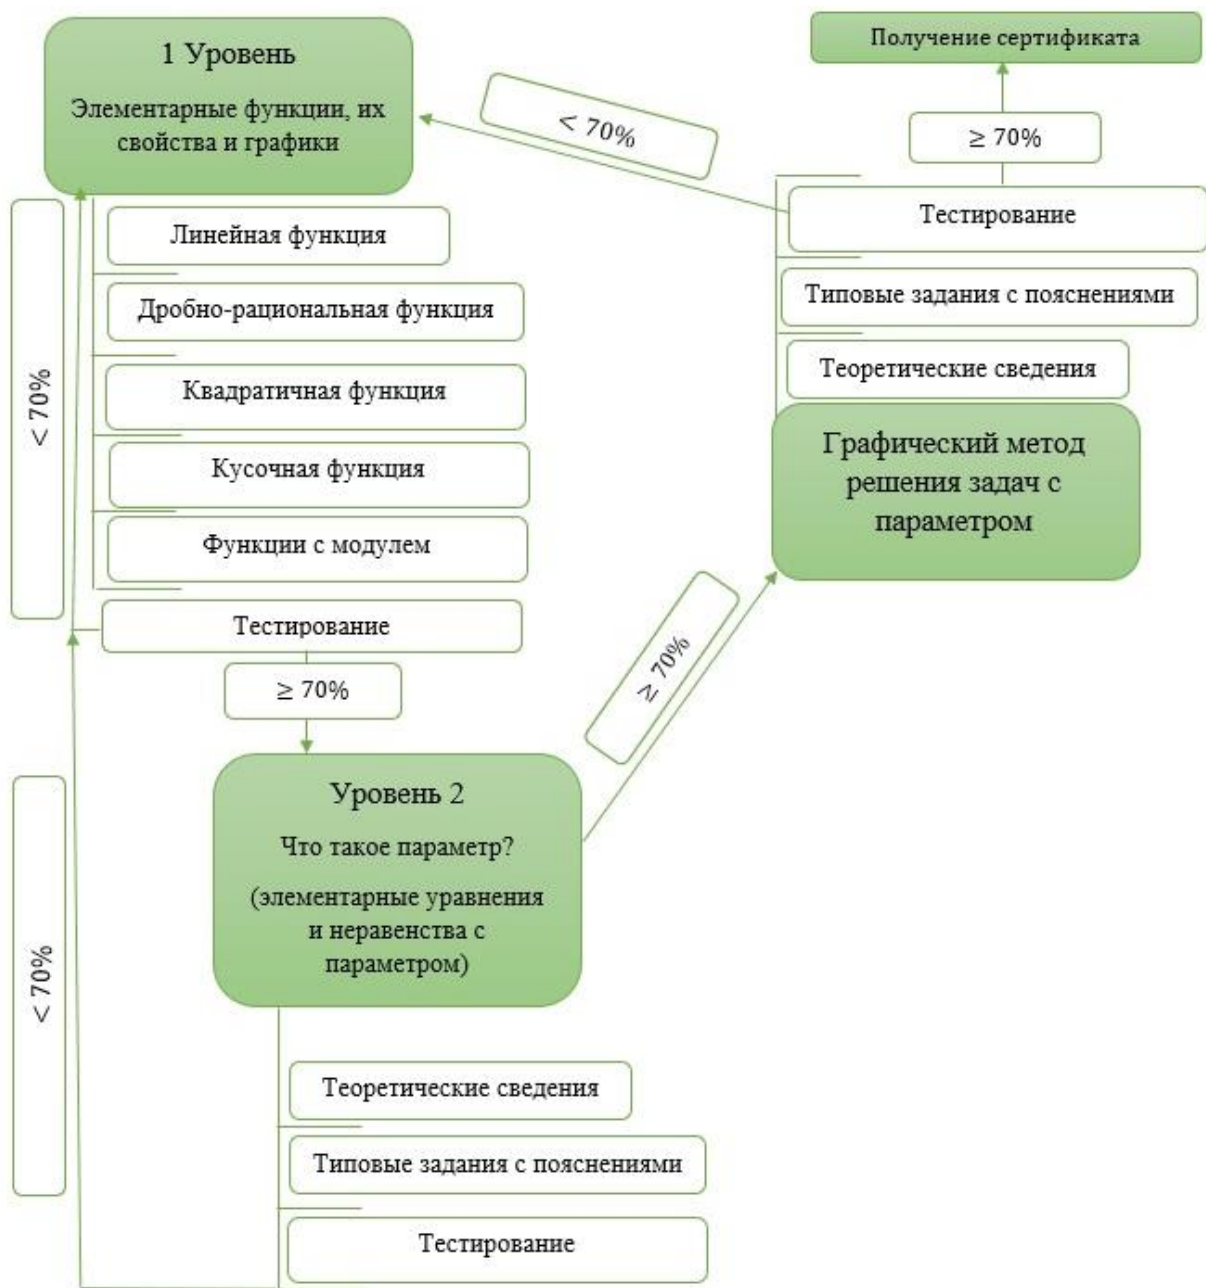 1 Уровень
Элементарные функции, их
свойства и графики
< 70%
Линейная функция
Дробно-рациональная функция
Квадратичная функция
Кусочная функция
Функции с модулем
Тестирование
≥ 70%
Уровень 2
Что такое параметр?
(элементарные уравнения
и неравенства с
параметром)
< 70%
Теоретические сведения
Типовые задания с пояснениями
Тестирование
≥ 70%
Получение сертификата
≥ 70%
< 70%
Тестирование
Типовые задания с пояснениями
Теоретические сведения
Графический метод
решения задач с
параметром